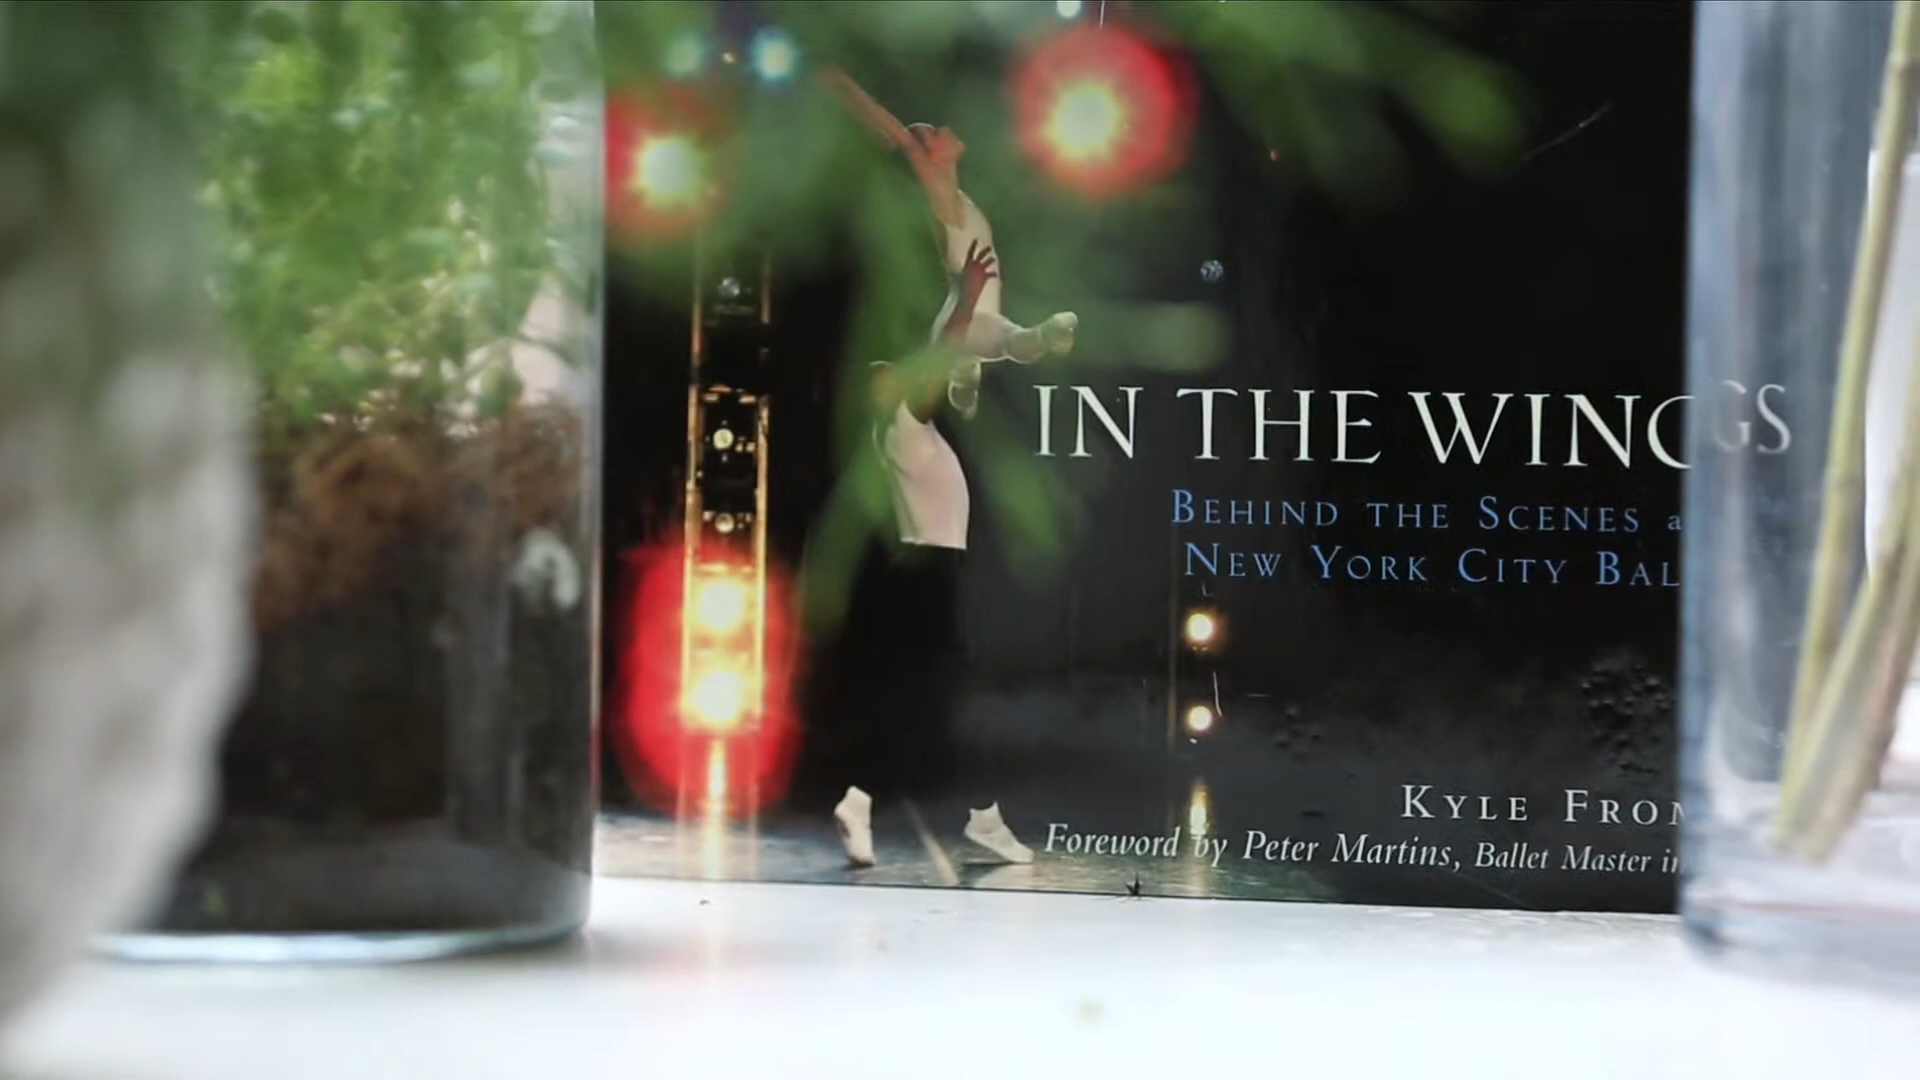 IN THE WINGS
BEHIND THE SCENES a
NEW YORK CITY BAL
KYLE FROM
Foreword by Peter Martins, Ballet Master in